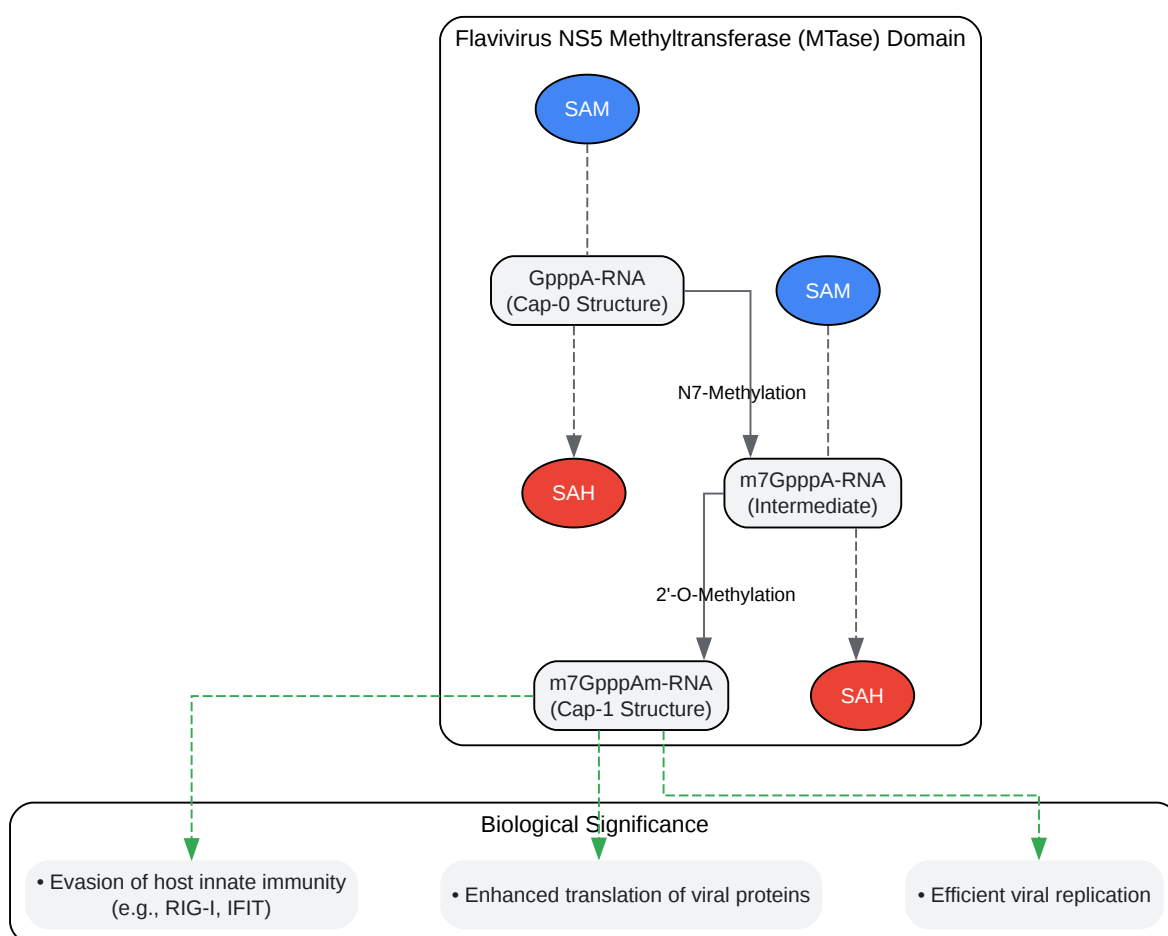 Flavivirus NS5 Methyltransferase (MTase) Domain
SAM
GpppA-RNA
(Cap-0 Structure)
SAM
N7-Methylation
SAH
m7GpppA-RNA
(Intermediate)
2'-O-Methylation
m7GpppAm-RNA
(Cap-1 Structure)
SAH
Biological Significance
• Evasion of host innate immunity
(e.g., RIG-I, IFIT)
• Enhanced translation of viral proteins
• Efficient viral replication